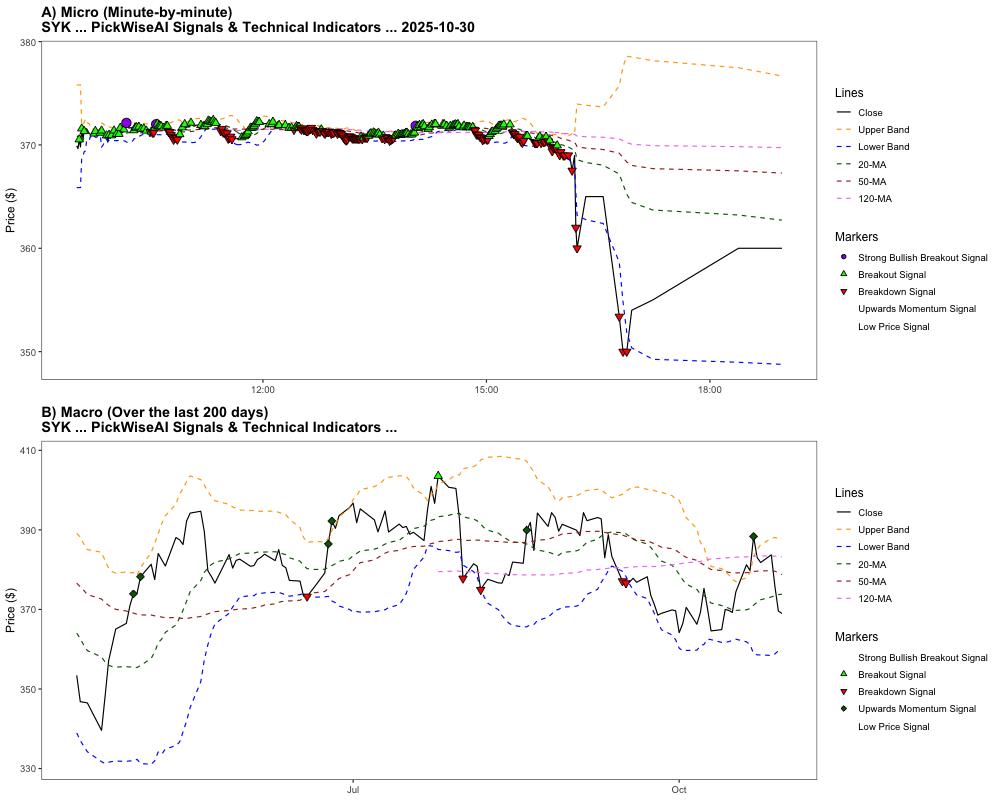 A) Micro (Minute-by-minute)
SYK ... PickWiseAI Signals & Technical Indicators ... 2025-10-30
380
370
360
350
Price ($)
12:00
15:00
18:00
Lines
Close
Upper Band
Lower Band
20-MA
50-MA
120-MA
Markers
Strong Bullish Breakout Signal
Breakout Signal
Breakdown Signal
Upwards Momentum Signal
Low Price Signal
B) Macro (Over the last 200 days)
SYK ... PickWiseAI Signals & Technical Indicators ...
410
390
370
350
330
Price ($)
Jul
Oct
Lines
Close
Upper Band
Lower Band
20-MA
50-MA
120-MA
Markers
Strong Bullish Breakout Signal
Breakout Signal
Breakdown Signal
Upwards Momentum Signal
Low Price Signal